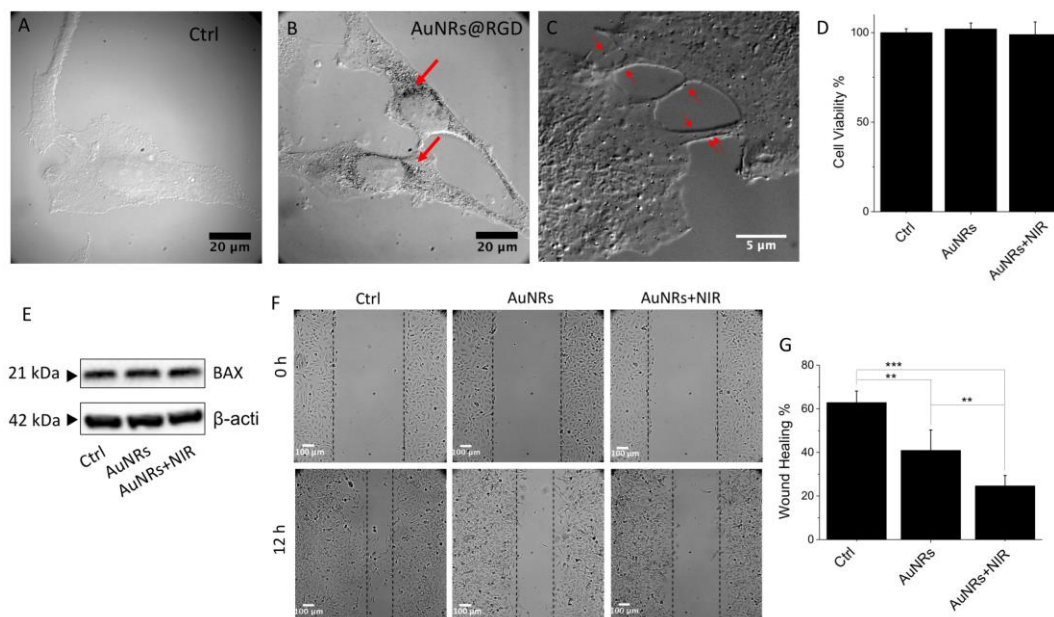 A
Ctrl
20 μm
B
AuNRs@RGD
20 μm
C
5 μm
D
Cell Viability %
100
50
0
Ctrl
AuNRs
AuNRs+NIR
E
21 kDa
BAX
42 kDa
β-acti
Ctrl
AuNRs
AuNRs+NIR
F
Ctrl
AuNRs
AuNRs+NIR
0 h
100 μm
100 μm
100 μm
12 h
100 μm
100 μm
100 μm
G
Wound Healing %
80
60
40
20
0
***
**
**
Ctrl
AuNRs
AuNRs+NIR